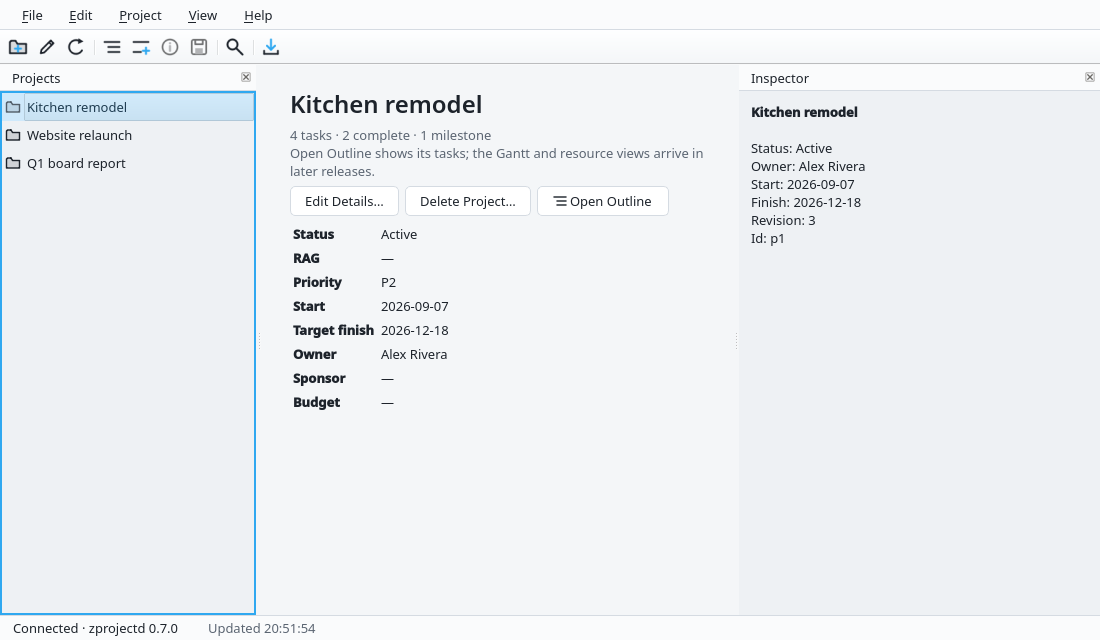 File Edit Project View Help
Projects
Kitchen remodel
Website relaunch
Q1 board report
Kitchen remodel
4 tasks · 2 complete · 1 milestone
Open Outline shows its tasks; the Gantt and resource views arrive in
later releases.
Edit Details... Delete Project... Open Outline
Status Active
RAG —
Priority P2
Start 2026-09-07
Target finish 2026-12-18
Owner Alex Rivera
Sponsor —
Budget —
Inspector
Kitchen remodel
Status: Active
Owner: Alex Rivera
Start: 2026-09-07
Finish: 2026-12-18
Revision: 3
Id: p1
Connected · zprojectd 0.7.0 Updated 20:51:54